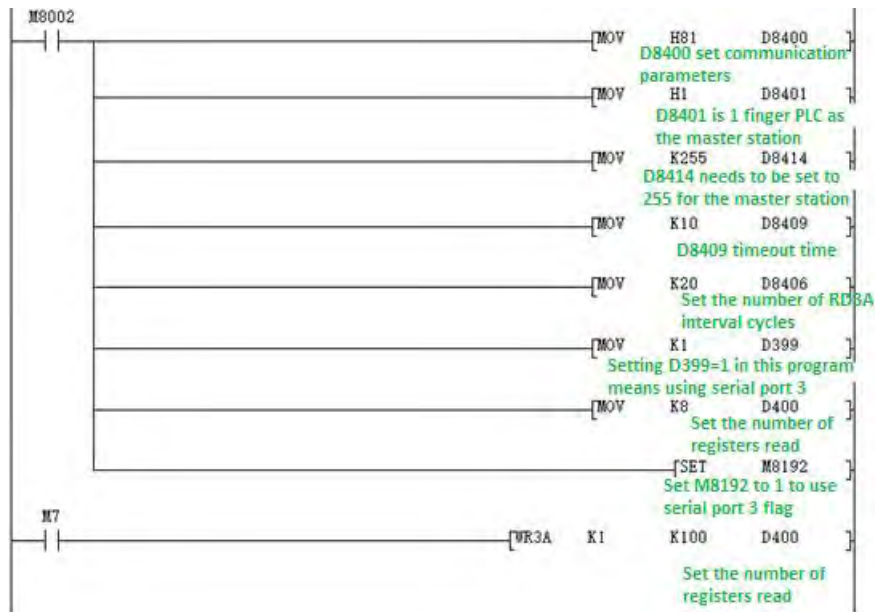 M8002
[MOV H81 D8400 ]
D8400 set communication
parameters
[MOV H1 D8401 ]
D8401 is 1 finger PLC as
the master station
[MOV K255 D8414 ]
D8414 needs to be set to
255 for the master station
[MOV K10 D8409 ]
D8409 timeout time
[MOV K20 D8406 ]
Set the number of RD3A
interval cycles
[MOV K1 D399 ]
Setting D399=1 in this program
means using serial port 3
[MOV K8 D400 ]
Set the number of
registers read
[SET M8192 ]
Set M8192 to 1 to use
serial port 3 flag
M7
[WR3A K1 K100 D400 ]
Set the number of
registers read